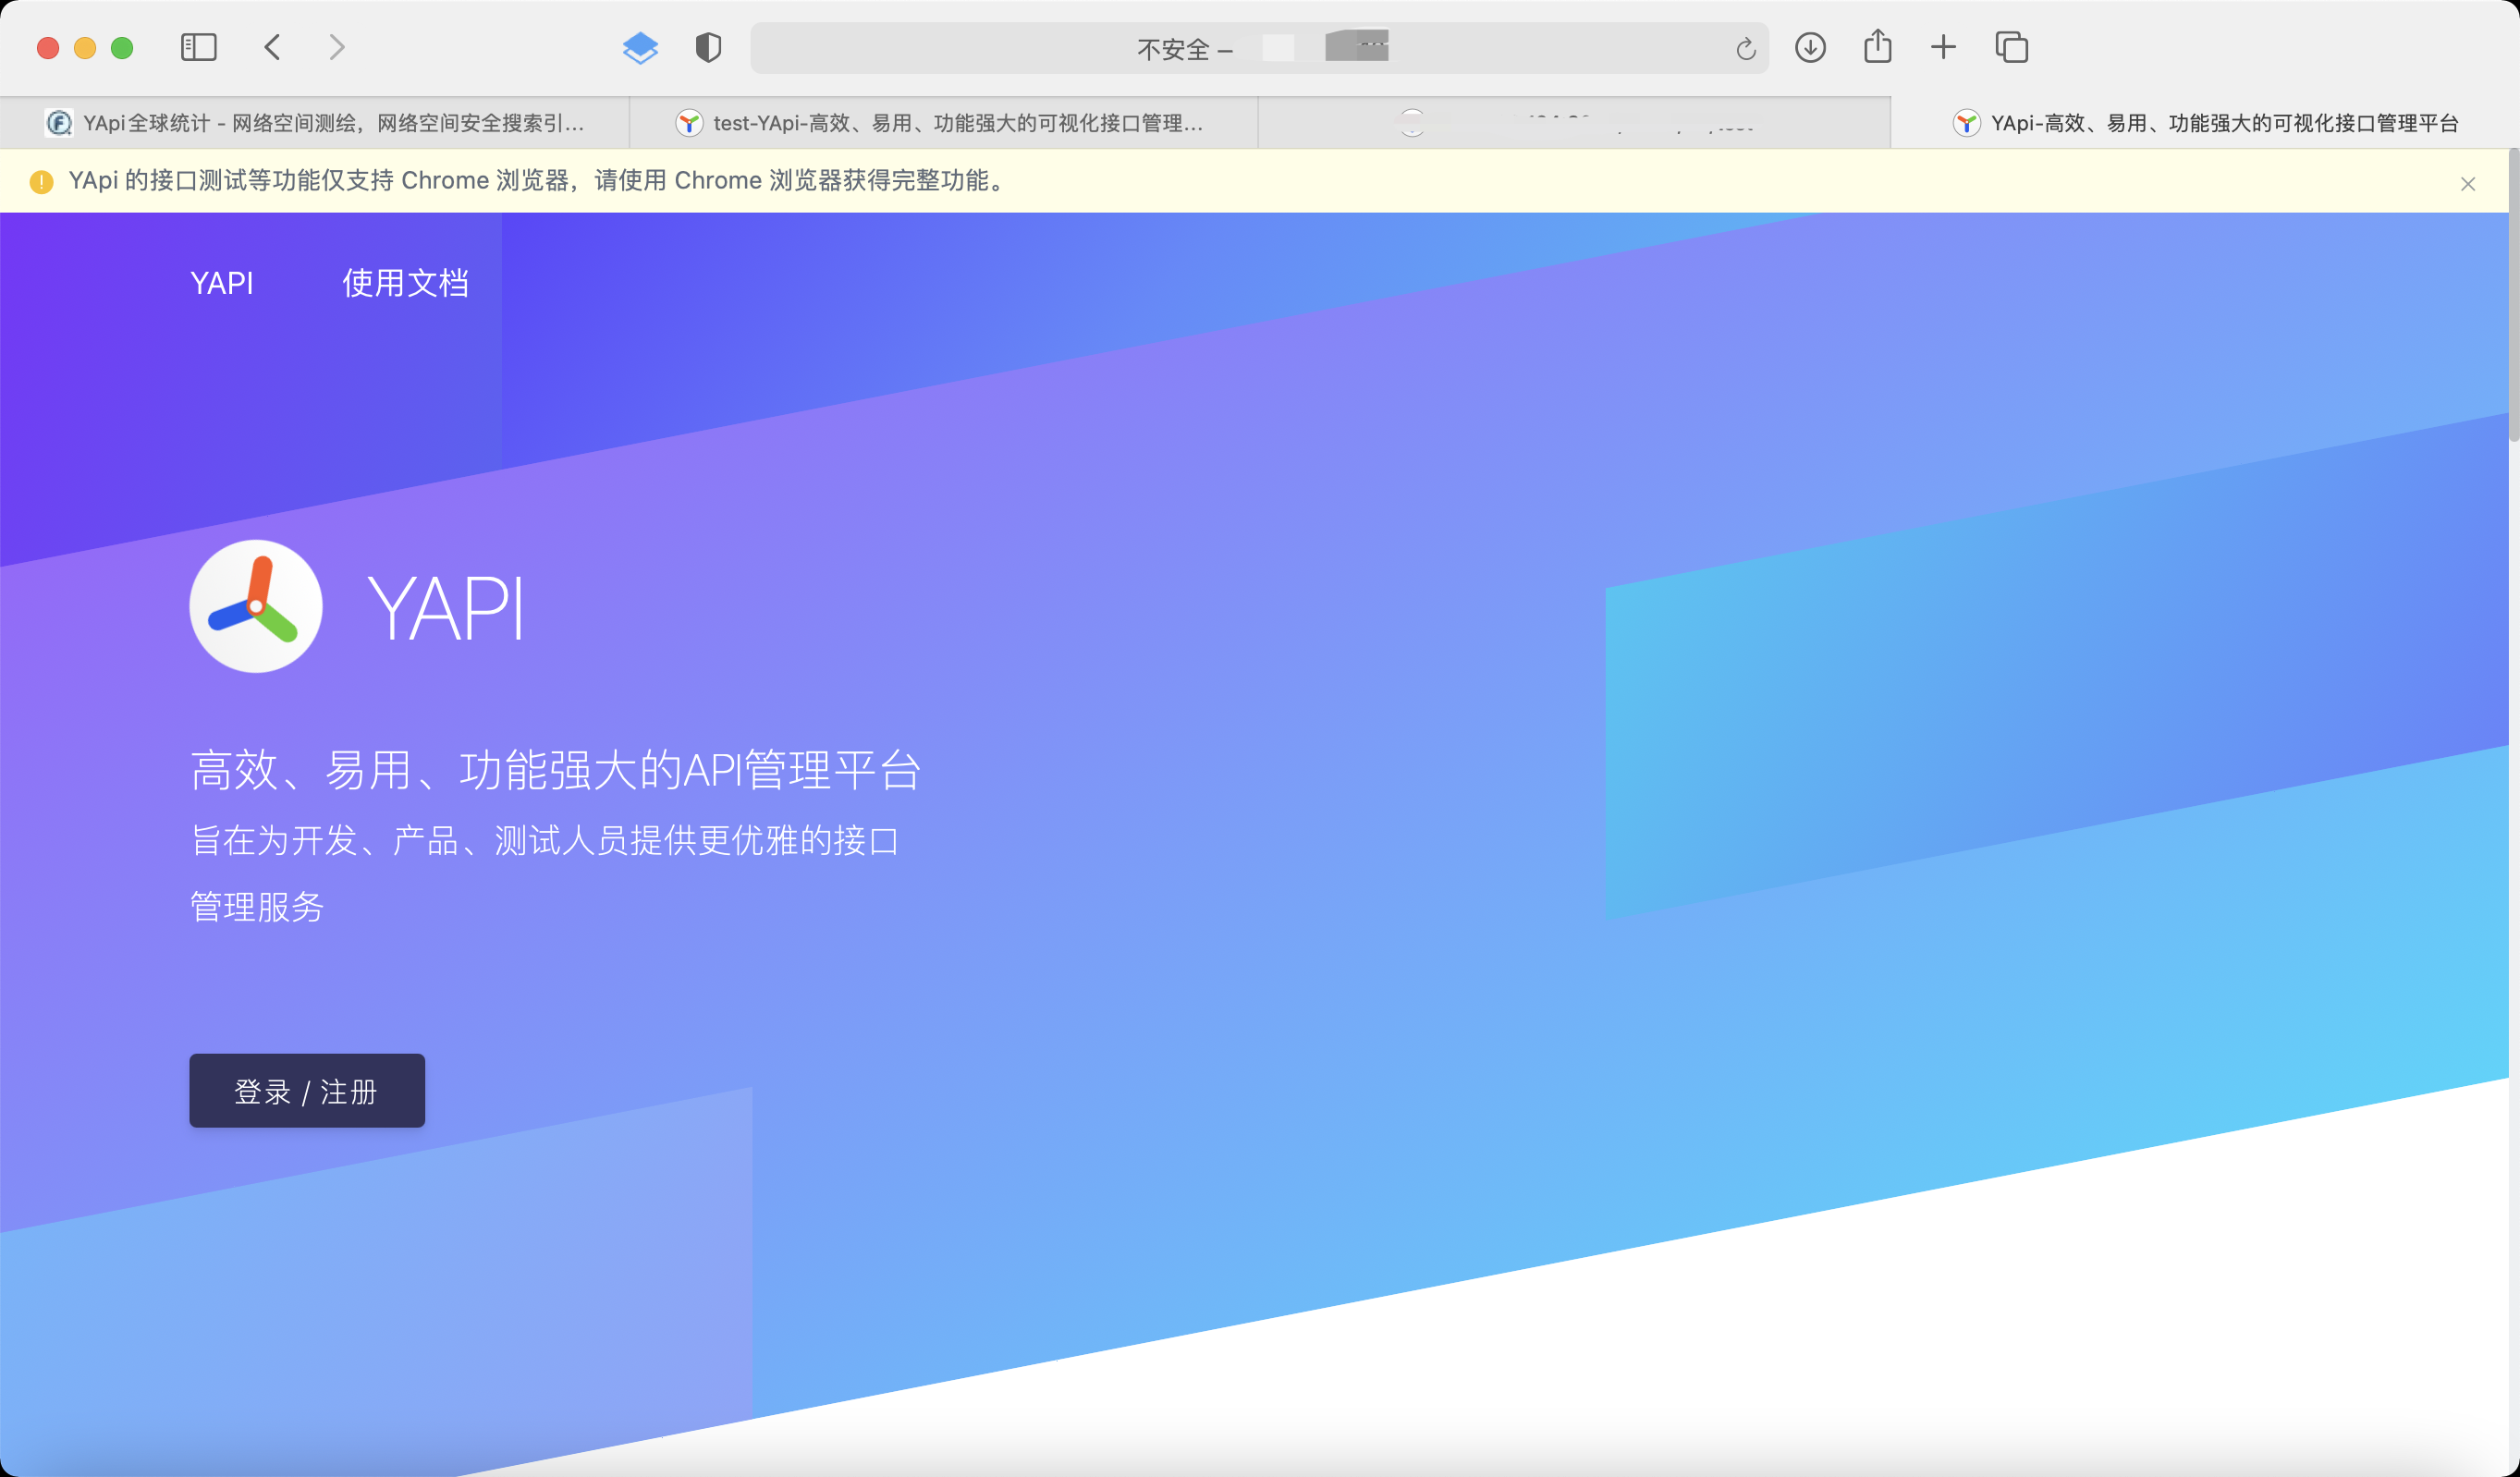 不安全 —
YApi全球统计 - 网络空间测绘，网络空间安全搜索引...
test-YApi-高效、易用、功能强大的可视化接口管理...
YApi-高效、易用、功能强大的可视化接口管理平台
YApi 的接口测试等功能仅支持 Chrome 浏览器，请使用 Chrome 浏览器获得完整功能。
YAPI
使用文档
YAPI
高效、易用、功能强大的API管理平台
旨在为开发、产品、测试人员提供更优雅的接口
管理服务
登录 / 注册